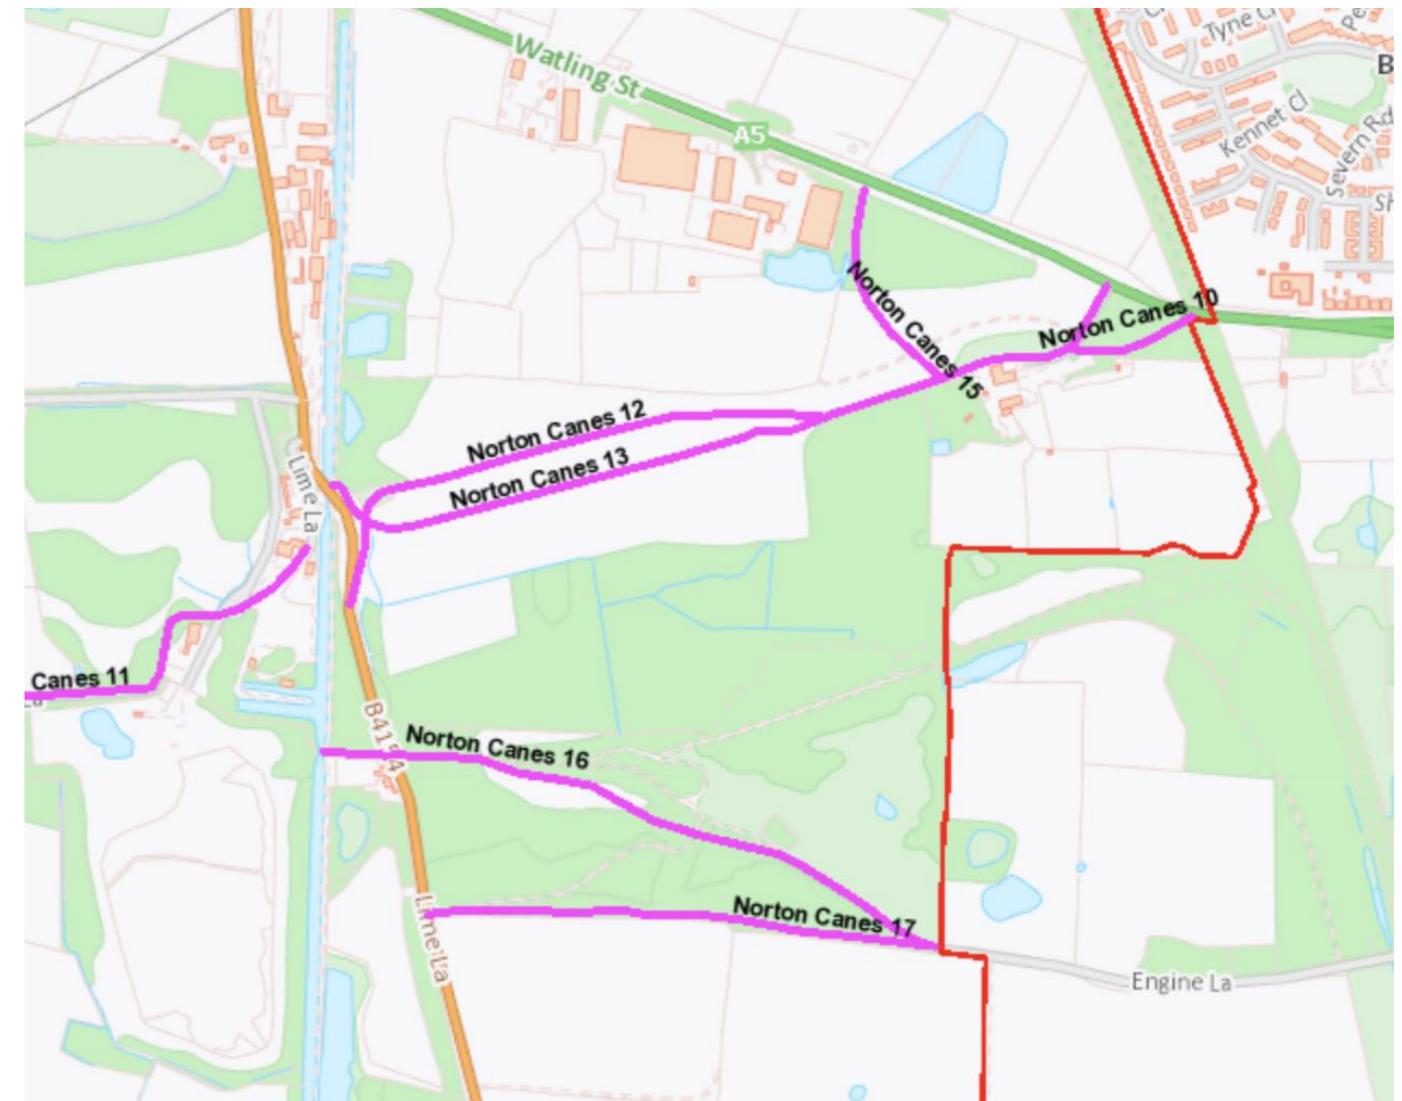 Tyne Cl
B
Watling St
A5
Kennet Cl
Severn Rd
Norton Canes 10
Norton Canes 15
Norton Canes 12
Norton Canes 13
Lime La
Canes 11
La
Norton Canes 16
Norton Canes 17
Lime La
Engine La